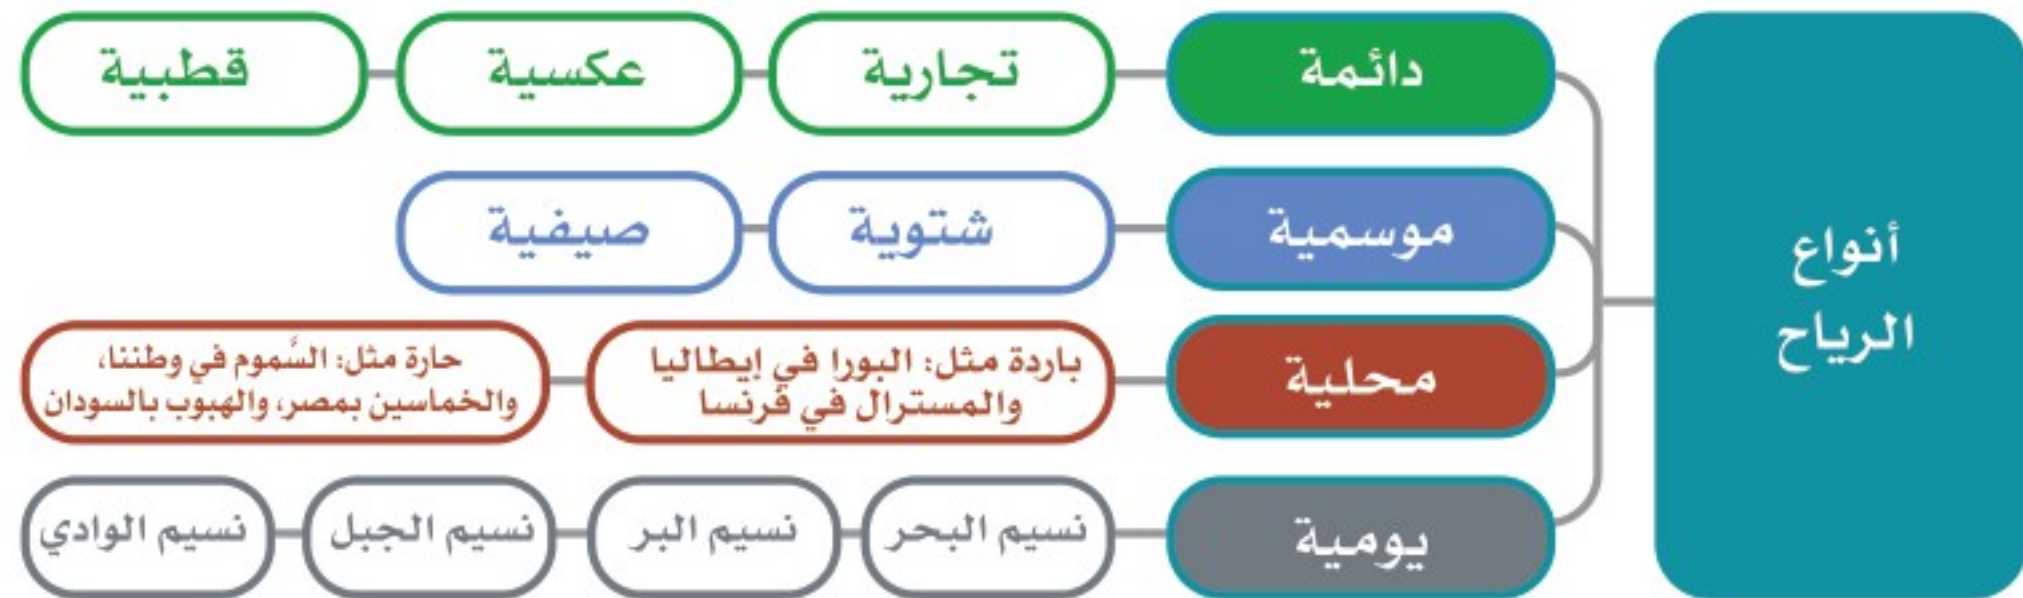 أنواع
الرياح
دائمة
تجارية
عكسية
قطبية
موسمية
شتوية
صيفية
محلية
باردة مثل: البورا في إيطاليا
والمسترال في فرنسا
حارة مثل: السَّموم في وطننا،
والخماسين بمصر، والهبوب بالسودان
يومية
نسيم البحر
نسيم البر
نسيم الجبل
نسيم الوادي